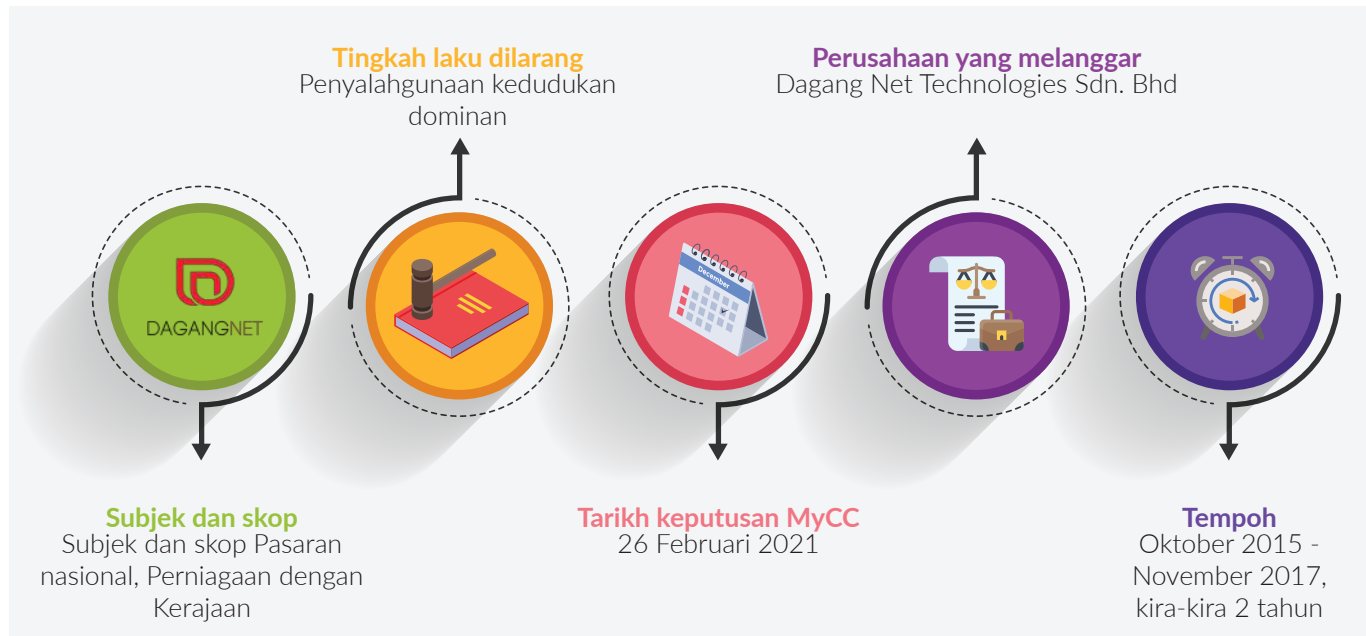 Tingkah laku dilarang
Penyalahgunaan kedudukan
dominan
Perusahaan yang melanggar
Dagang Net Technologies Sdn. Bhd
DAGANGNET
December
Subjek dan skop
Subjek dan skop Pasaran
nasional, Perniagaan dengan
Kerajaan
Tarikh keputusan MyCC
26 Februari 2021
Tempoh
Oktober 2015 -
November 2017,
kira-kira 2 tahun